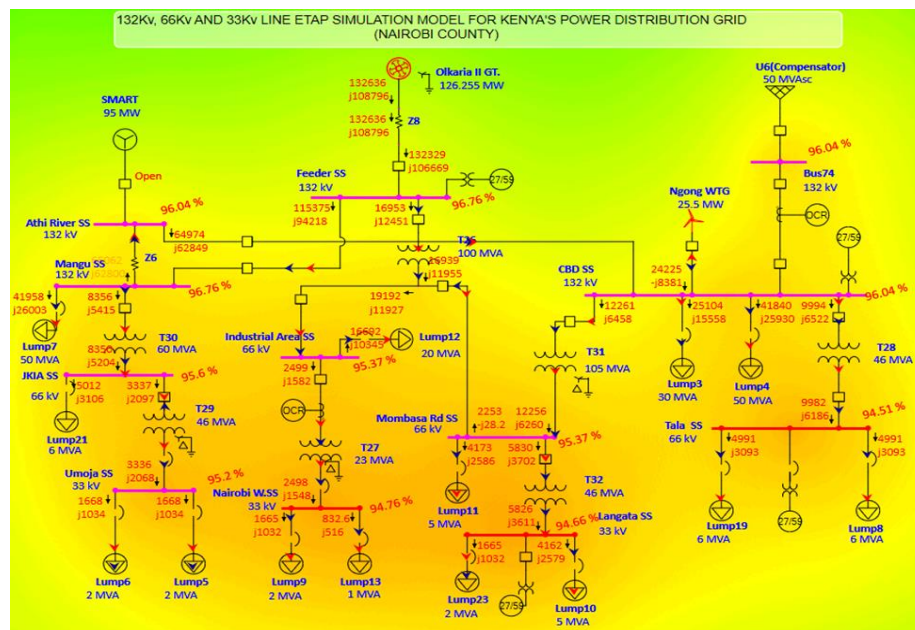 132Kv, 66Kv AND 33Kv LINE ETAP SIMULATION MODEL FOR KENYA'S POWER DISTRIBUTION GRID
(NAIROBI COUNTY)
Olkaria II GT.
126.255 MW
132636
j108796
132636
j108796
Z8
132329
j106669
U6(Compensator)
50 MVAsc
SMART
95 MW
Open
Feeder SS
132 kV
27/59
96.76 %
115375
j94218
16953
j12451
96.04 %
Bus74
132 kV
OCR
Ngong WTG
25.5 MW
27/59
96.04 %
Athi River SS
132 kV
64974
j62849
Z6
T26
100 MVA
16939
j11955
Mangu SS
132 kV
96.76 %
CBD SS
132 kV
24225
-j8381
96.04 %
41958
j26003
8356
j5415
19192
j11927
12261
j6458
25104
j15558
41840
j25930
9994
j6522
Lump7
50 MVA
T30
60 MVA
8350
j5204
Industrial Area SS
66 kV
16692
j10345
Lump12
20 MVA
95.37 %
T31
105 MVA
Lump3
30 MVA
Lump4
50 MVA
T28
46 MVA
JKIA SS
66 kV
95.6 %
5012
j3106
3337
j2097
2499
j1582
Lump21
6 MVA
T29
46 MVA
OCR
T27
23 MVA
Mombasa Rd SS
66 kV
2253
-j28.2
12256
j6260
95.37 %
9982
j6186
94.51 %
Tala SS
66 kV
4173
j2586
5830
j3702
4991
j3093
4991
j3093
3336
j2068
Umoja SS
33 kV
95.2 %
1668
j1034
1668
j1034
2498
j1548
Nairobi W.SS
33 kV
94.76 %
1665
j1032
832.6
j516
Lump11
5 MVA
T32
46 MVA
5826
j3611
94.66 %
Langata SS
33 kV
1665
j1032
4162
j2579
Lump19
6 MVA
27/59
Lump8
6 MVA
Lump6
2 MVA
Lump5
2 MVA
Lump9
2 MVA
Lump13
1 MVA
Lump23
2 MVA
27/59
Lump10
5 MVA